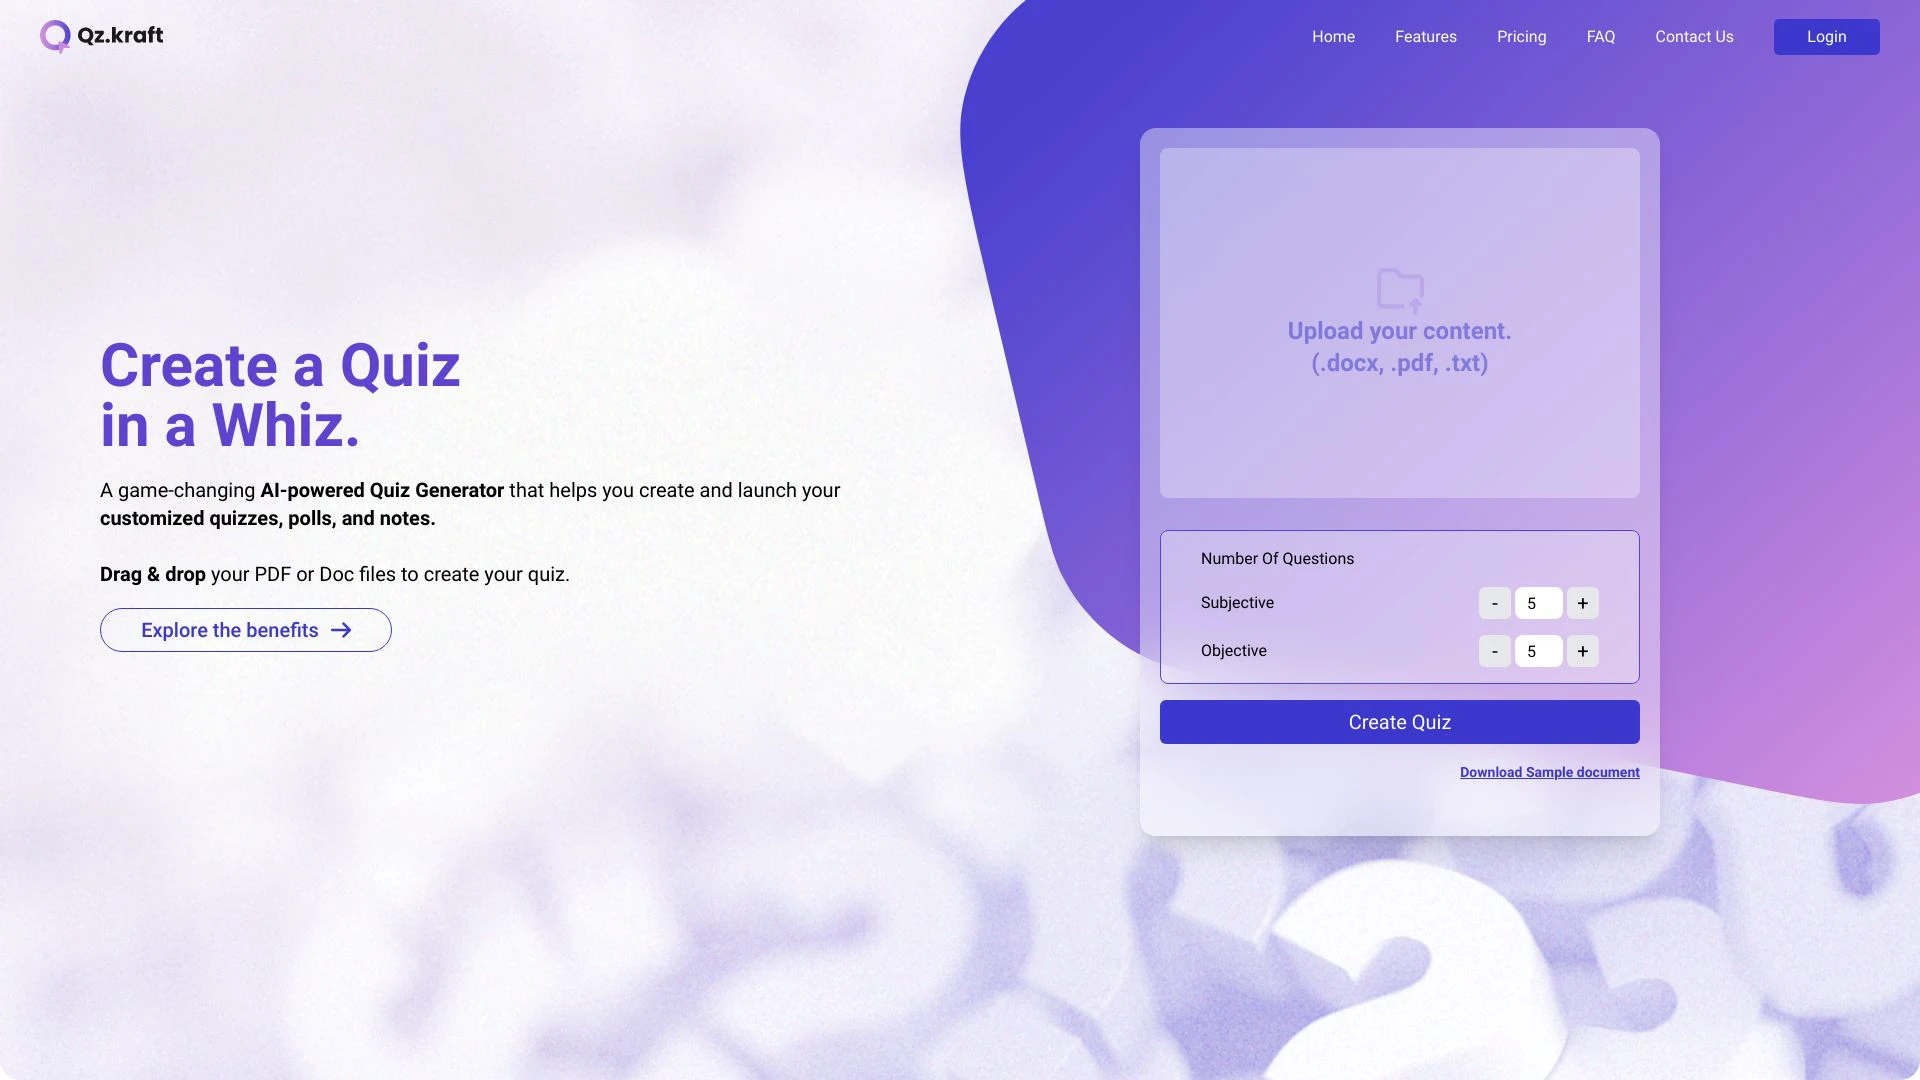 Qz.kraft
Home
Features
Pricing
FAQ
Contact Us
Login
Create a Quiz
in a Whiz.
A game-changing AI-powered Quiz Generator that helps you create and launch your
customized quizzes, polls, and notes.
Drag & drop your PDF or Doc files to create your quiz.
Explore the benefits
Upload your content.
(.docx, .pdf, .txt)
Number Of Questions
Subjective
- 5 +
Objective
- 5 +
Create Quiz
Download Sample document